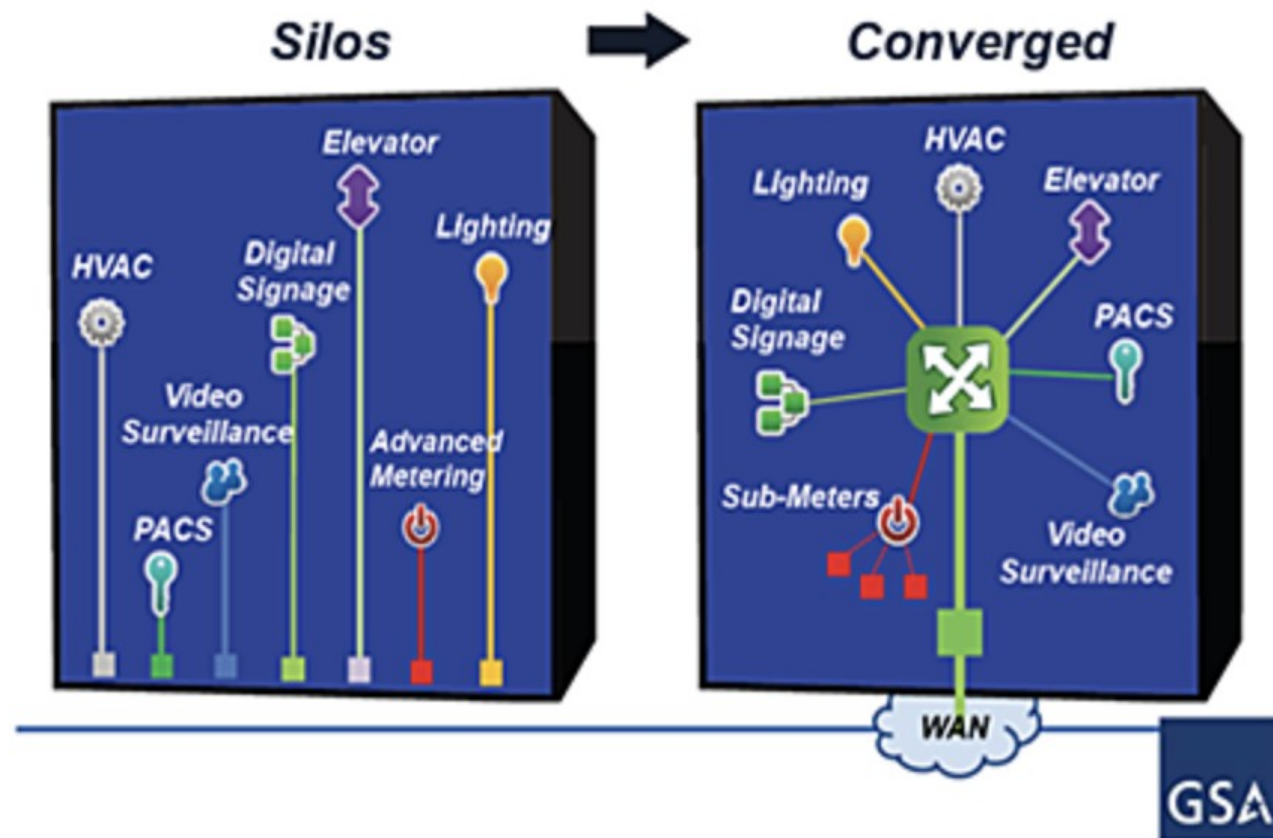 Silos
Converged
Elevator
Lighting
Digital
Signage
HVAC
Video
Surveillance
Advanced
Metering
PACS
HVAC
Lighting
Elevator
Digital
Signage
PACS
Sub-Meters
Video
Surveillance
WAN
GSA